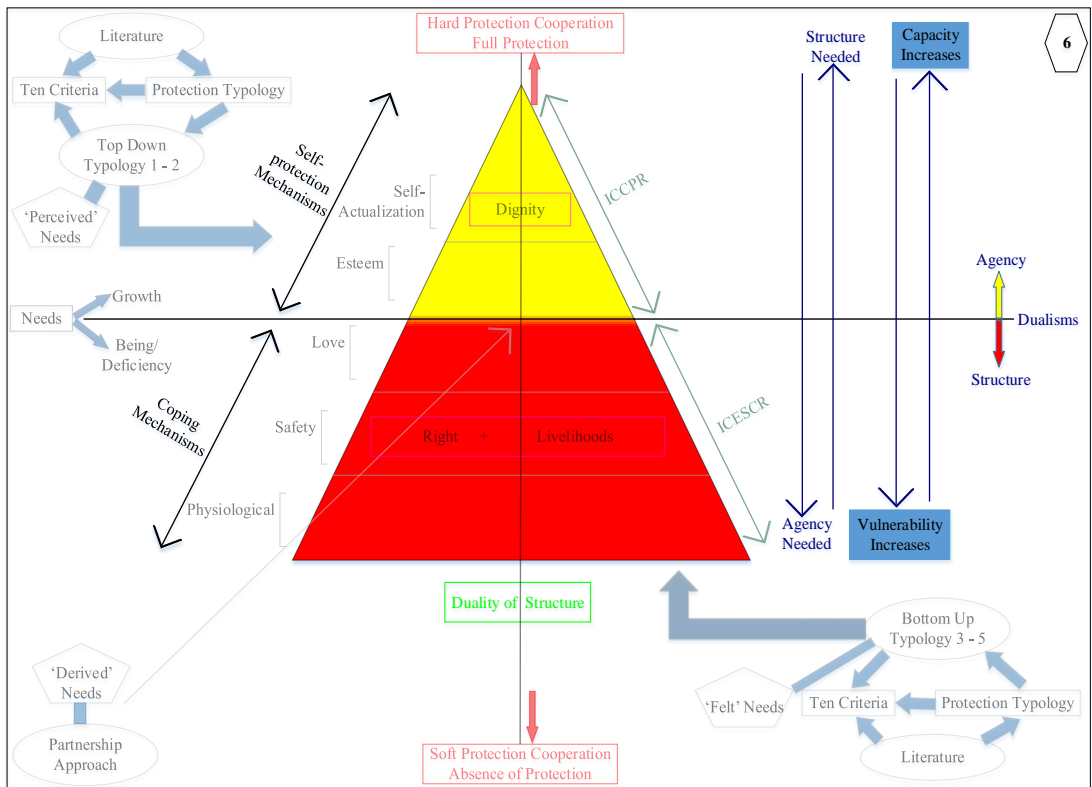 Hard Protection Cooperation
Full Protection
6
Structure
Needed
Capacity
Increases
Literature
Ten Criteria
Protection Typology
Top Down
Typology 1 - 2
'Perceived'
Needs
Self-
protection
Mechanisms
Self-
Actualization
Dignity
ICCPR
Esteem
Agency
Needs
Growth
Being/
Deficiency
Dualisms
Structure
Love
Coping
Mechanisms
Safety
Right + Livelihoods
ICESCR
Physiological
Agency
Needed
Vulnerability
Increases
Duality of Structure
Bottom Up
Typology 3 - 5
'Derived'
Needs
'Felt' Needs
Ten Criteria
Protection Typology
Partnership
Approach
Soft Protection Cooperation
Absence of Protection
Literature